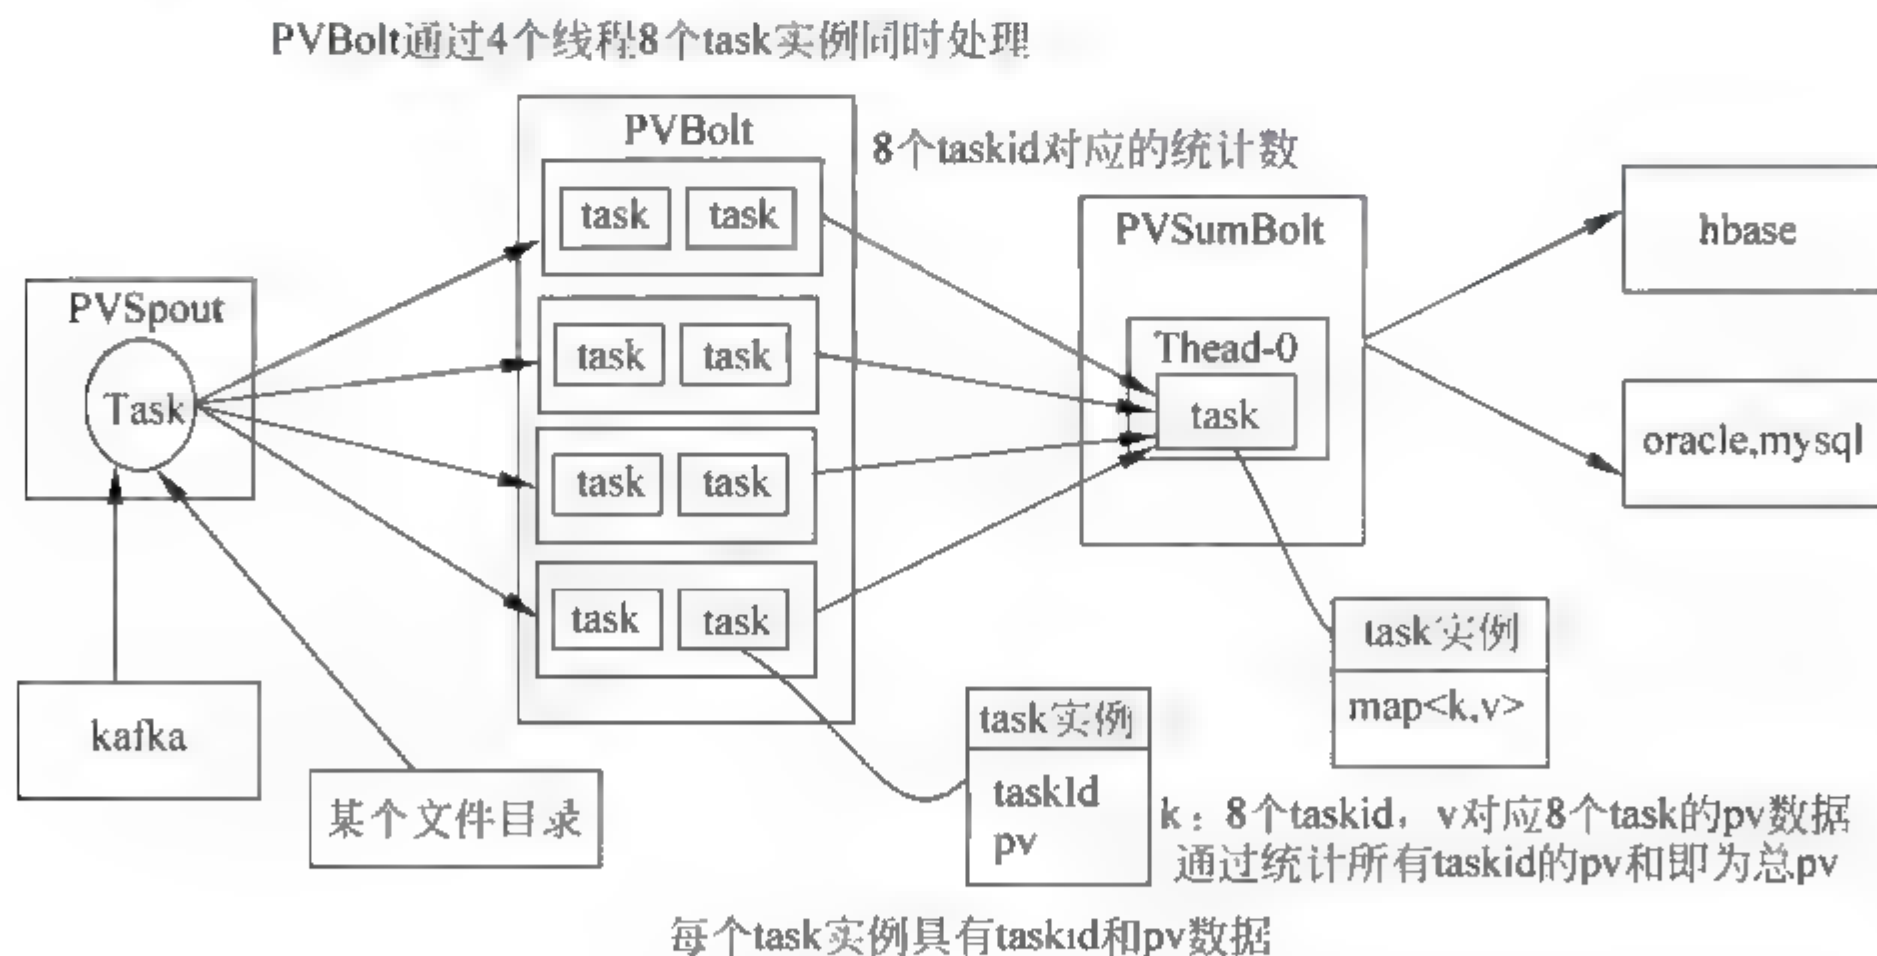 PVBolt通过4个线程8个task实例同时处理
PVBolt
8个taskid对应的统计数
task task
PVSumBolt
hbase
PVSpout
task task
Thead-0
Task
task
oracle,mysql
task task
task task
task实例
map<k,v>
kafka
task实例
taskId
pv
某个文件目录
k：8个taskid，v对应8个task的pv数据
通过统计所有taskid的pv和即为总pv
每个task实例具有taskid和pv数据